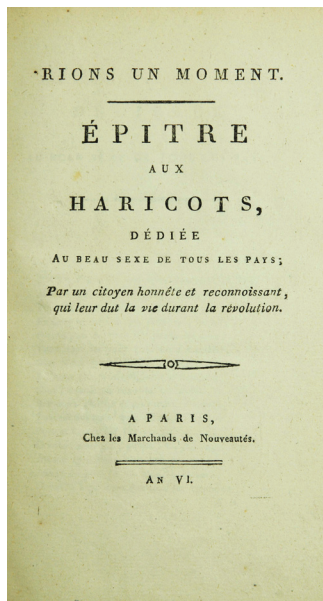 RIONS UN MOMENT.
ÉPITRE
AUX
HARICOTS,
DÉDIÉE
AU BEAU SEXE DE TOUS LES PAYS;
Par un citoyen honnête et reconnoissant,
qui leur dut la vie durant la révolution.
A PARIS,
Chez les Marchands de Nouveautés.
AN VI.